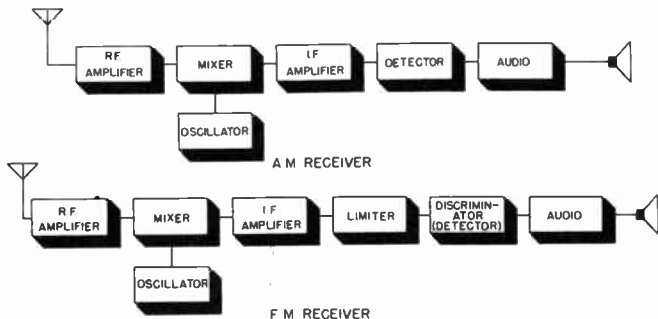 R.F. AMPLIFIER
MIXER
I.F. AMPLIFIER
DETECTOR
AUDIO
OSCILLATOR
A M RECEIVER
R.F. AMPLIFIER
MIXER
I.F. AMPLIFIER
LIMITER
DISCRIMIN-
ATOR
(DETECTOR)
AUDIO
OSCILLATOR
F M RECEIVER